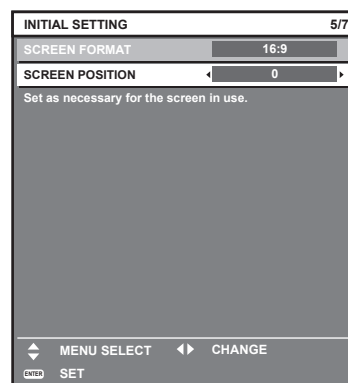 INITIAL SETTING 5/7
SCREEN FORMAT 16:9
SCREEN POSITION 0
Set as necessary for the screen in use.
MENU SELECT CHANGE
ENTER SET